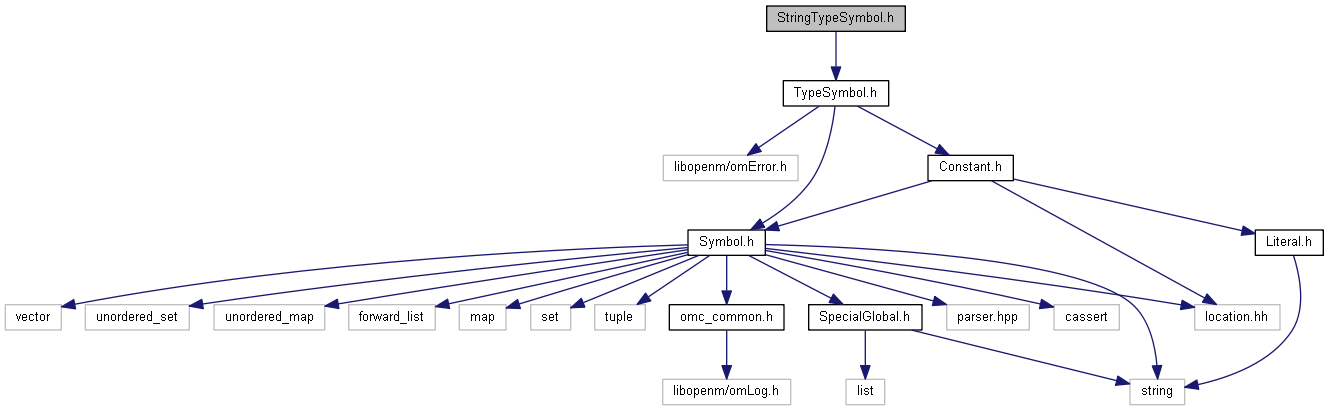 StringTypeSymbol.h
TypeSymbol.h
libopenm/omError.h
Constant.h
Symbol.h
Literal.h
vector
unordered_set
unordered_map
forward_list
map
set
tuple
omc_common.h
SpecialGlobal.h
parser.hpp
cassert
location.hh
libopenm/omLog.h
list
string